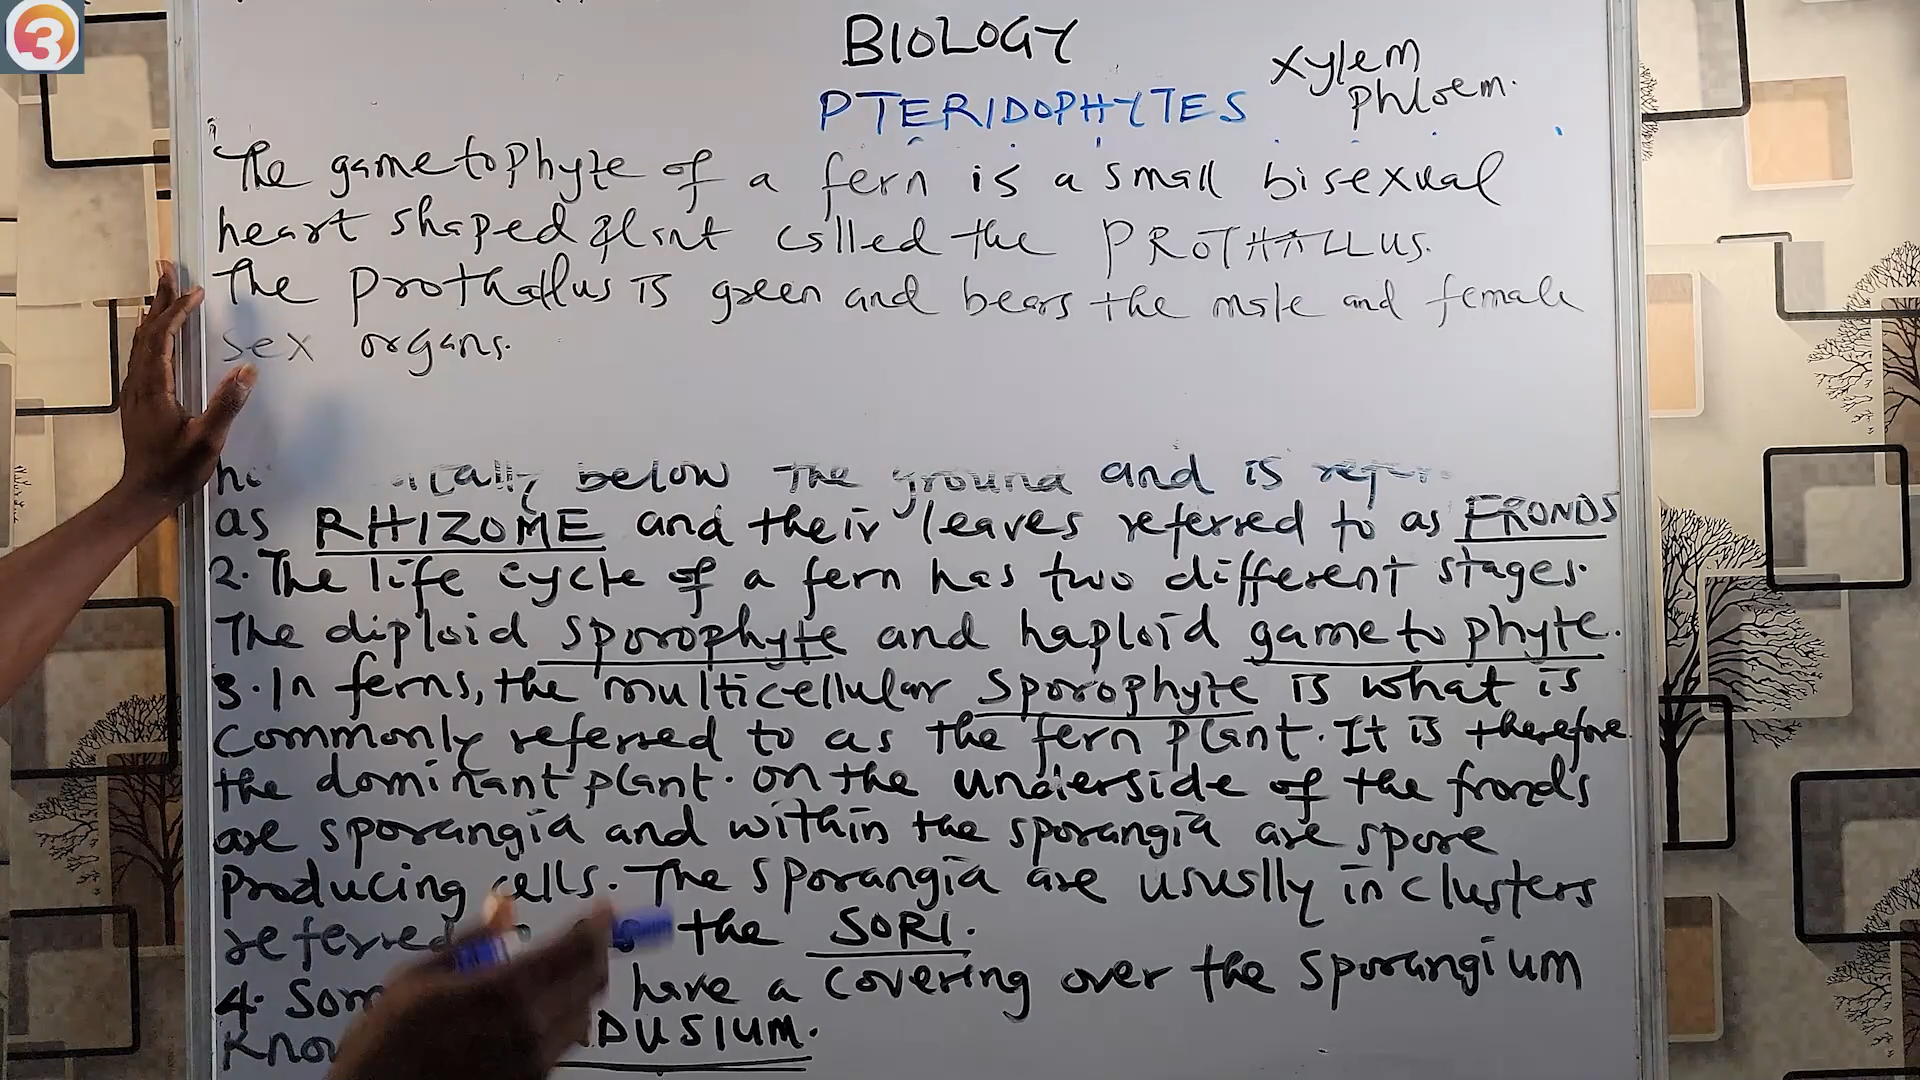 3
BIOLOGY
xylem
phloem.
PTERIDOPHYTES
The gametophyte of a fern is a small bisexual
heart shaped plant called the PROTHALLUS.
The prothallus is green and bears the male and female
sex organs.
below the ground and is
as RHIZOME and their leaves referred to as FRONDS
2. The life cycle of a fern has two different stages.
The diploid sporophyte and haploid gametophyte.
3. In ferns, the multicellular sporophyte is what is
commonly referred to as the fern plant. It is therefore
the dominant plant. on the underside of the fronds
are sporangia and within the sporangia are spore
producing cells. The sporangia are usually in clusters
referred the SORI.
4. have a covering over the sporangium